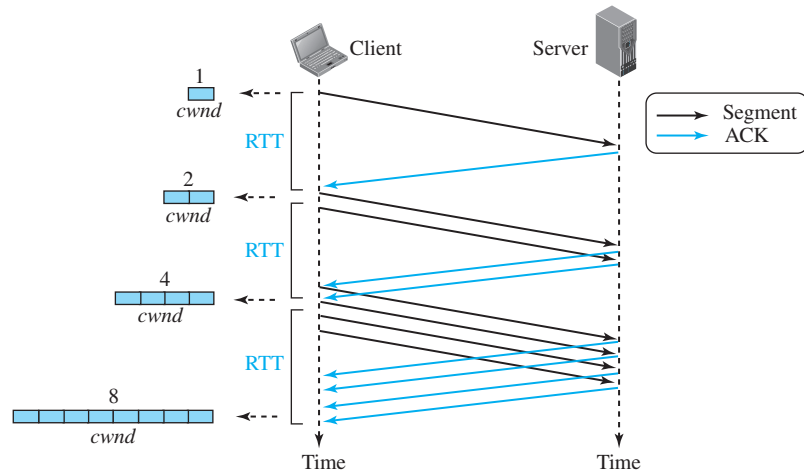 Client
Server
1
cwnd
RTT
Segment
ACK
2
cwnd
RTT
4
cwnd
RTT
8
cwnd
Time
Time